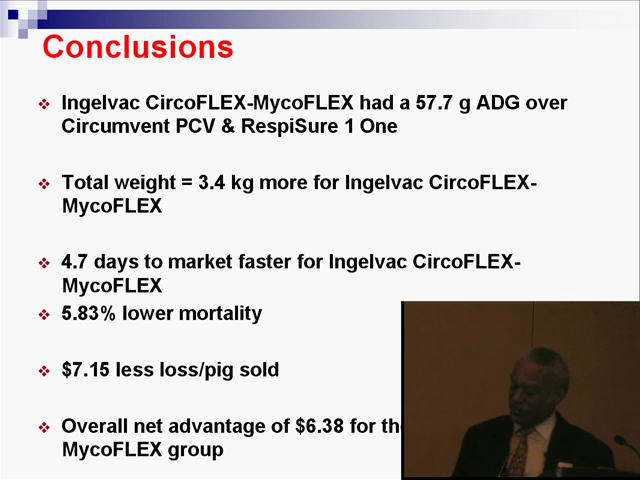 Conclusions
Ingelvac CircoFLEX-MycoFLEX had a 57.7 g ADG over
Circumvent PCV & RespiSure 1 One
Total weight = 3.4 kg more for Ingelvac CircoFLEX-
MycoFLEX
4.7 days to market faster for Ingelvac CircoFLEX-
MycoFLEX
5.83% lower mortality
$7.15 less loss/pig sold
Overall net advantage of $6.38 for the
MycoFLEX group